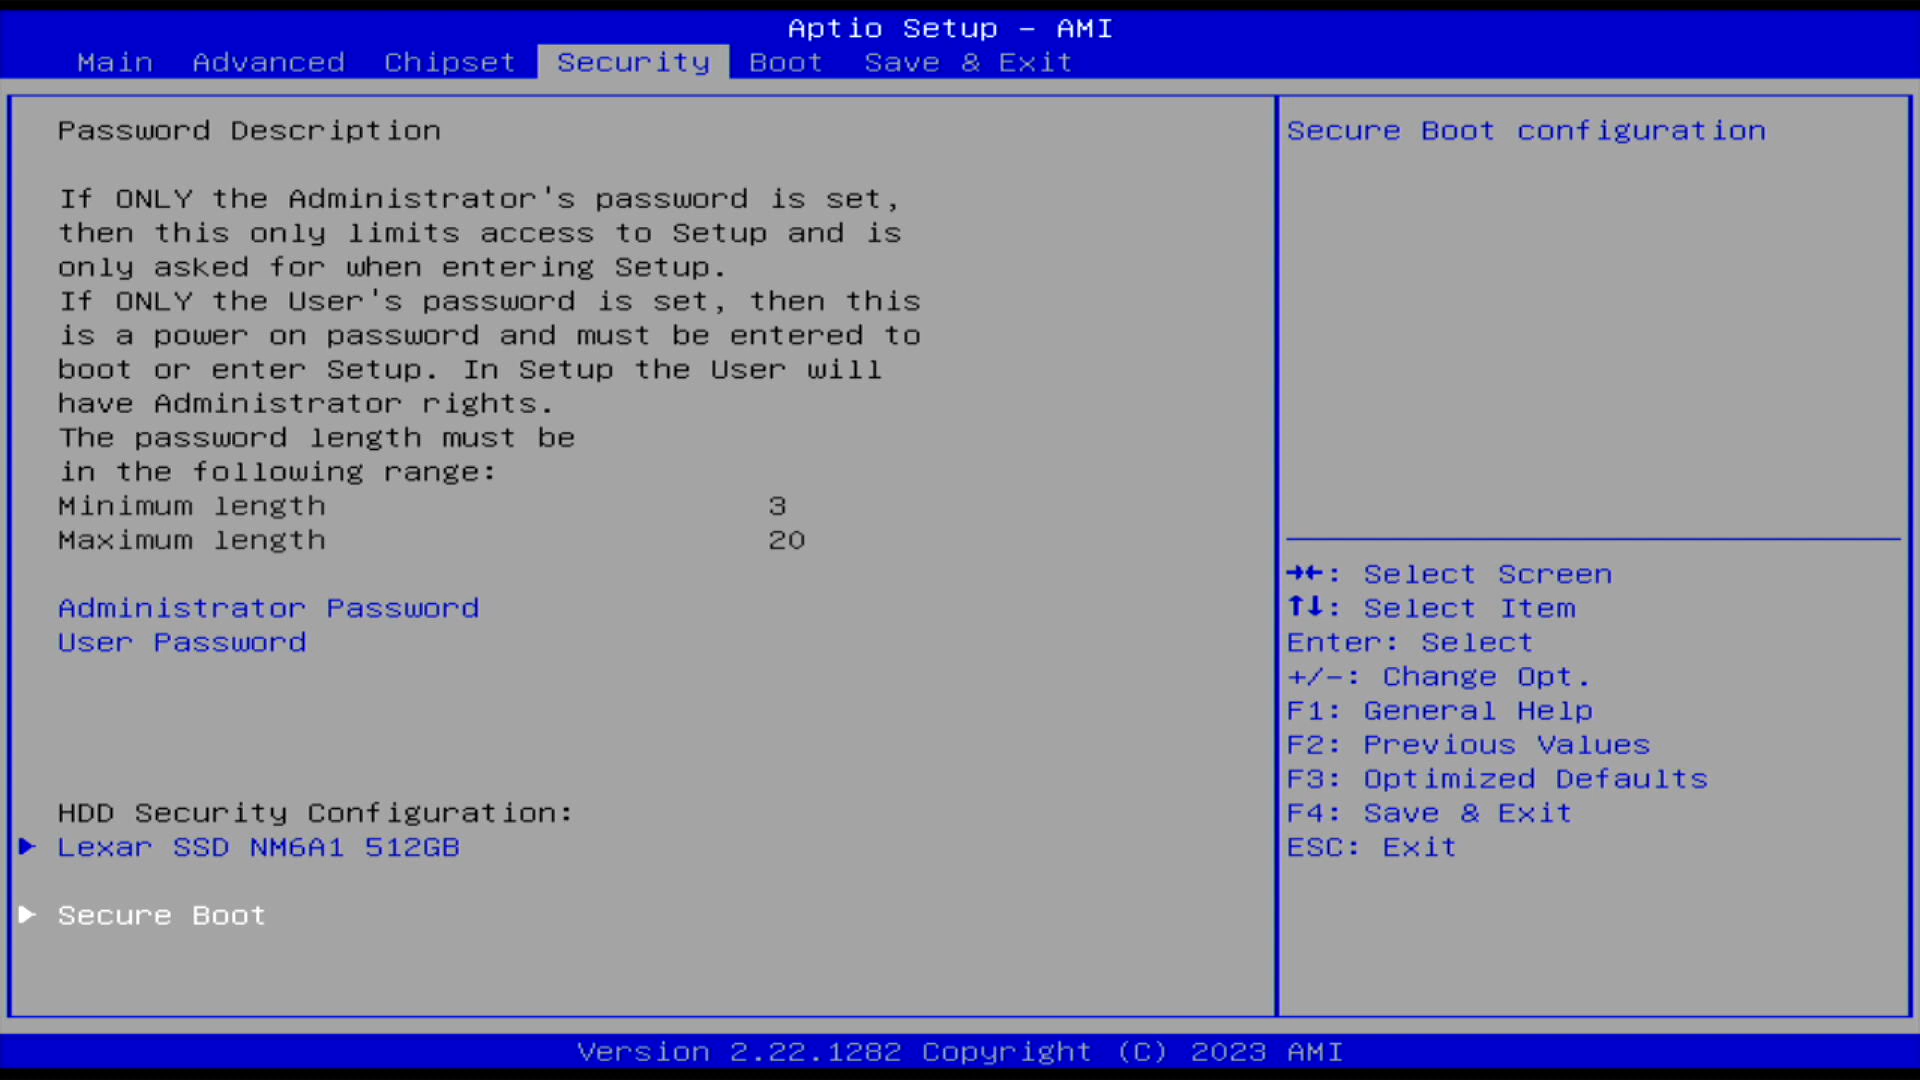 Aptio Setup - AMI
Main Advanced Chipset Security Boot Save & Exit
Password Description
If ONLY the Administrator's password is set,
then this only limits access to Setup and is
only asked for when entering Setup.
If ONLY the User's password is set, then this
is a power on password and must be entered to
boot or enter Setup. In Setup the User will
have Administrator rights.
The password length must be
in the following range:
Minimum length 3
Maximum length 20
Administrator Password
User Password
HDD Security Configuration:
► Lexar SSD NM6A1 512GB
► Secure Boot
Secure Boot configuration
→←: Select Screen
↑↓: Select Item
Enter: Select
+/-: Change Opt.
F1: General Help
F2: Previous Values
F3: Optimized Defaults
F4: Save & Exit
ESC: Exit
Version 2.22.1282 Copyright (C) 2023 AMI